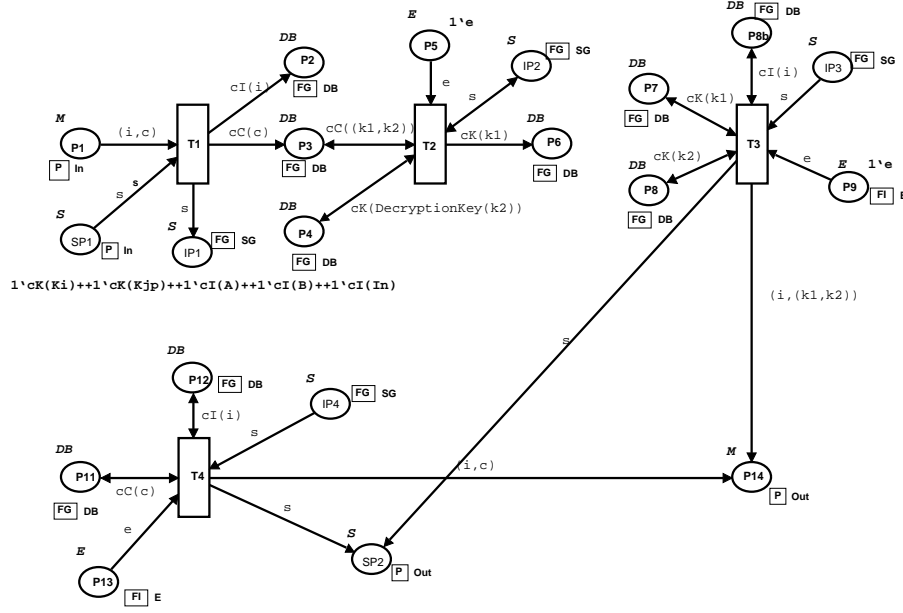 DB
FG DB
P8b
E
1`e
P5
S
FG SG
IP2
DB
P2
FG DB
cI(i)
e
s
cI(i)
S
FG SG
IP3
s
DB
P7
FG DB
cK(k1)
M
P1
P In
(i,c)
T1
cC(c)
DB
P3
FG DB
cC((k1,k2))
T2
cK(k1)
DB
P6
FG DB
T3
DB
P8
FG DB
cK(k2)
e
E
1`e
P9
FI E
s
s
s
S
SP1
P In
S
IP1
FG SG
DB
P4
FG DB
cK(DecryptionKey(k2))
1`cK(Ki)++1`cK(Kjp)++1`cI(A)++1`cI(B)++1`cI(In)
(i,(k1,k2))
s
DB
P12
FG DB
cI(i)
S
IP4
FG SG
s
DB
P11
FG DB
cC(c)
T4
(i,c)
M
P14
P Out
e
s
E
P13
FI E
S
SP2
P Out